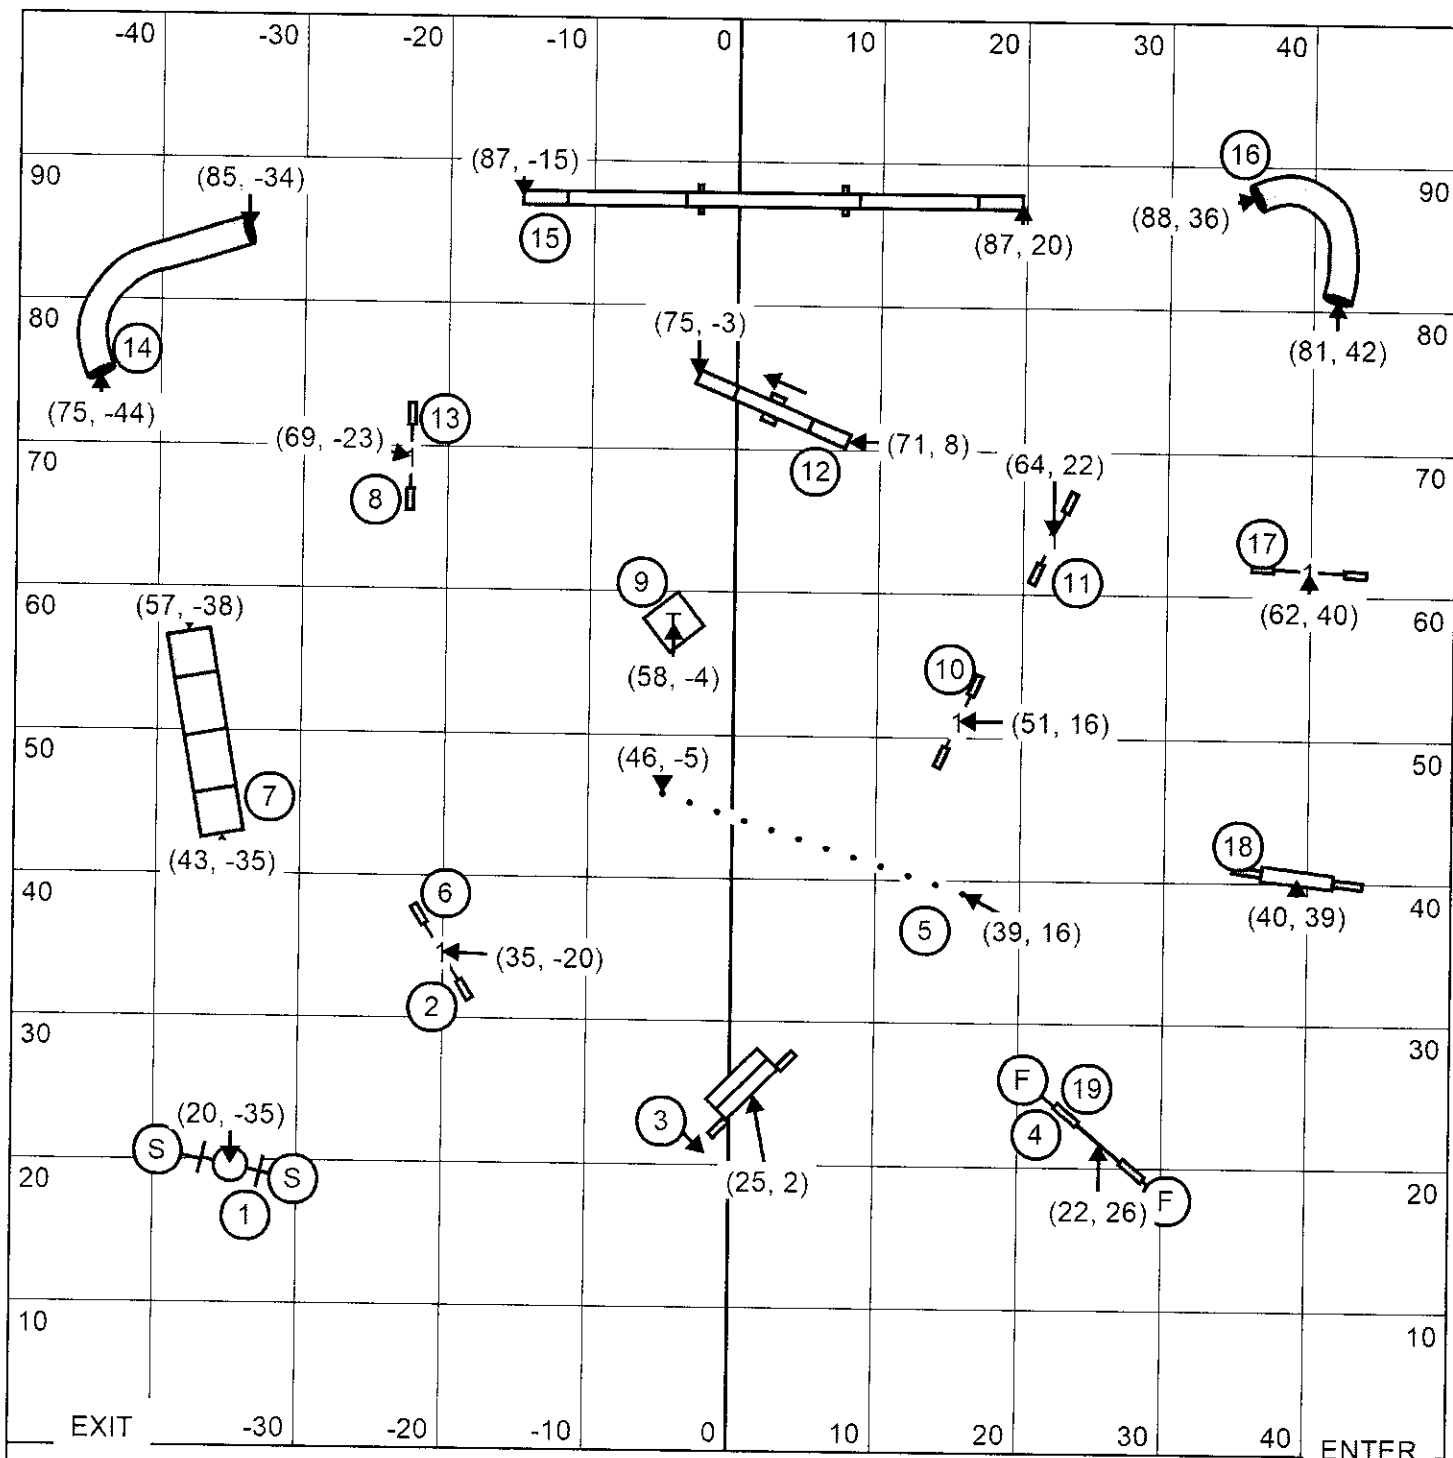 -40 -30 -20 -10 0 10 20 30 40
90 (85, -34) (87, -15) 16 90
(88, 36)
15 (87, 20)
80 (75, -3) 80
14 (81, 42)
(75, -44) 13
(69, -23) (71, 8)
70 8 12 (64, 22) 70
17
9 11
60 (57, -38) (62, 40) 60
T
(58, -4) 10
1 (51, 16)
50 (46, -5) 50
7
(43, -35) 18
40 6 40
5 (39, 16) (40, 39)
1 (35, -20)
2
30 30
F 19
(20, -35) 3 4
S S
20 (25, 2) 20
1 (22, 26) F
10 10
EXIT -30 -20 -10 0 10 20 30 40 ENTER